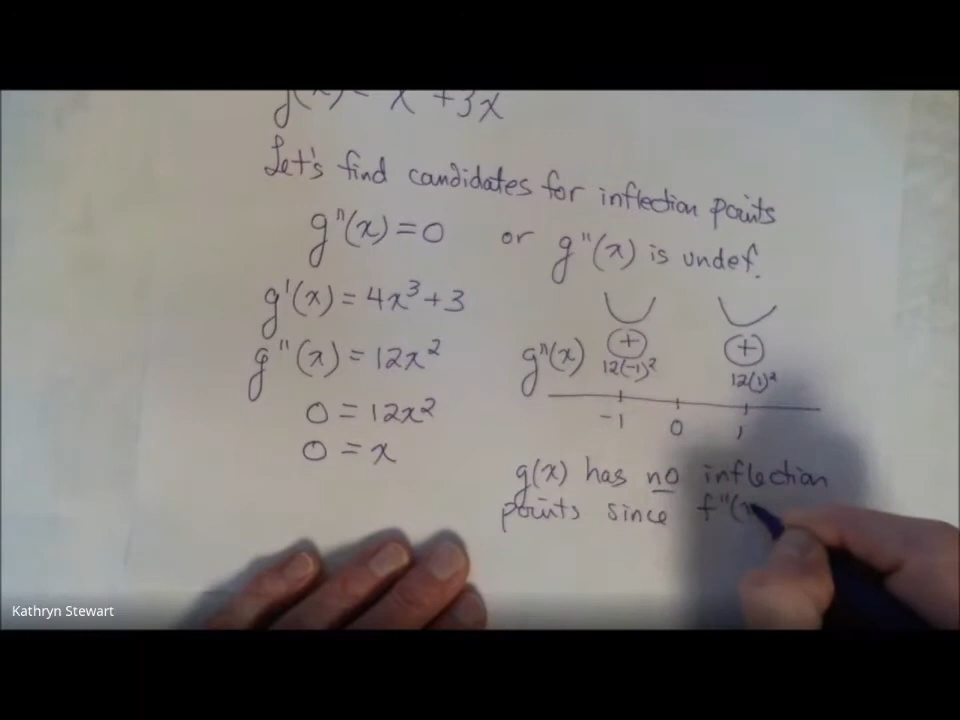 g(x) = x + 3x
Let's find candidates for inflection points
g"(x) = 0 or g"(x) is undef.
g'(x) = 4x³ + 3
g"(x) = 12x²
0 = 12x²
0 = x
g"(x) + +
12(-1)² 12(1)²
-1 0 1
g(x) has no inflection
points since f"(x
Kathryn Stewart